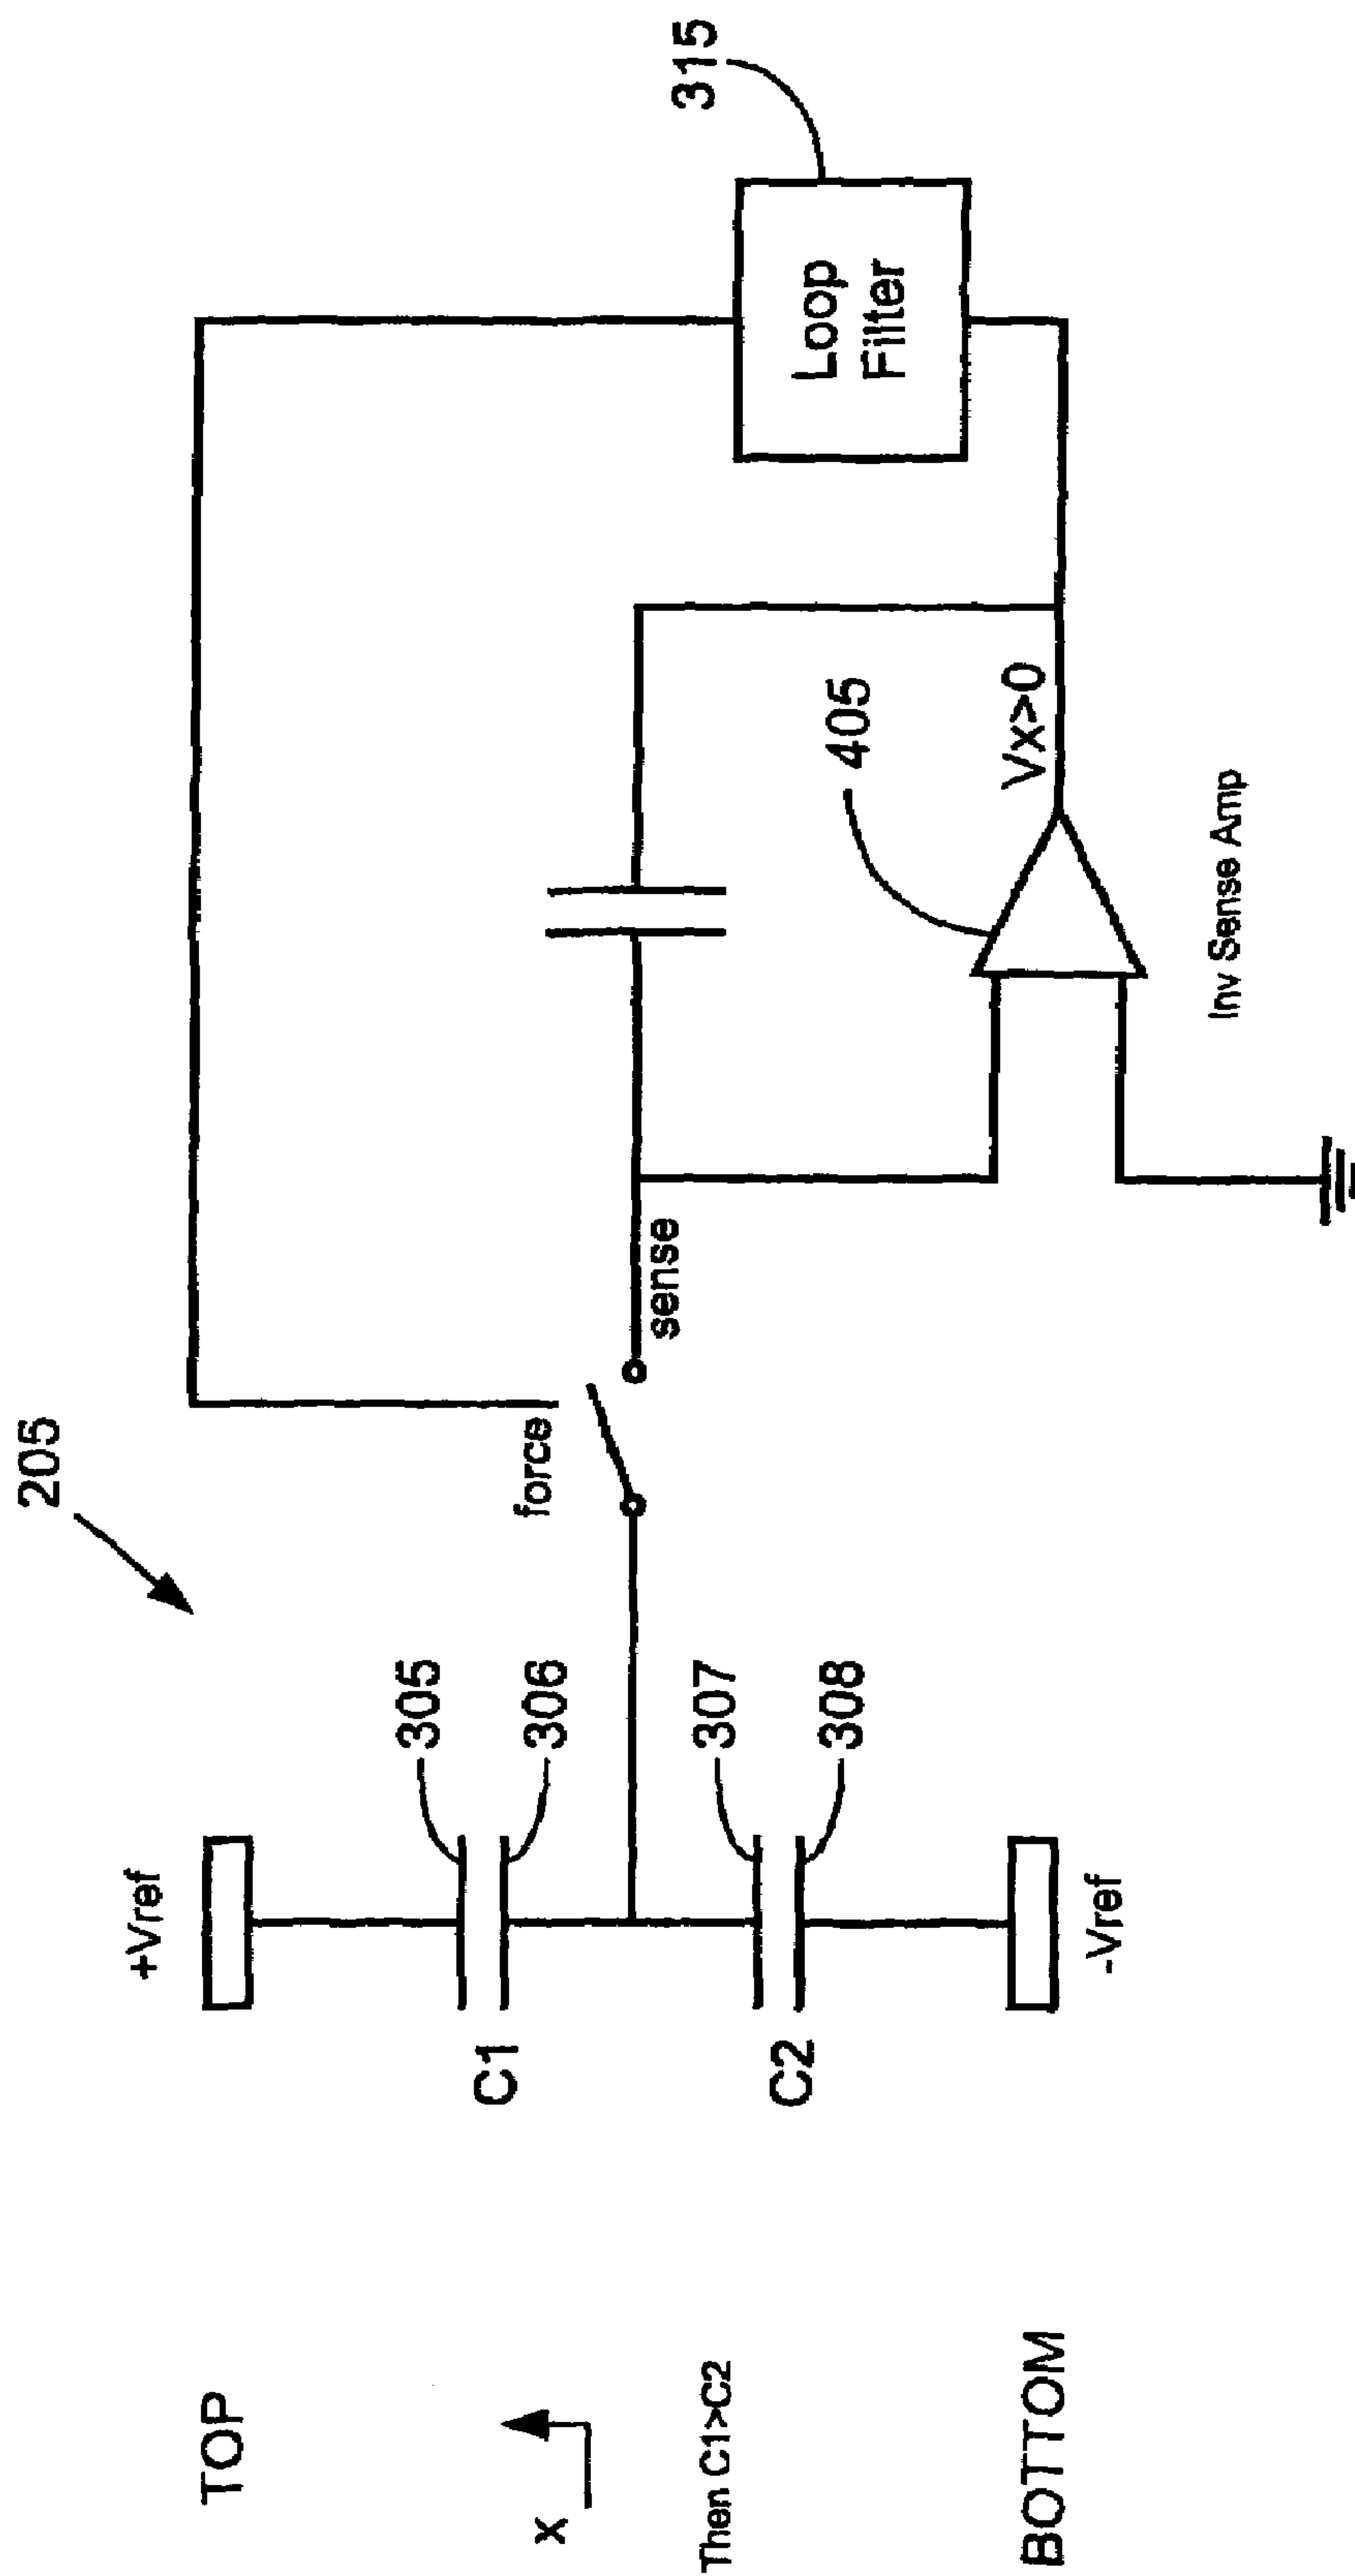 205
TOP
+Vref
X
C1
305
306
force
sense
Then C1>C2
C2
307
308
BOTTOM
-Vref
405
Vx>0
Inv Sense Amp
Loop
Filter
315